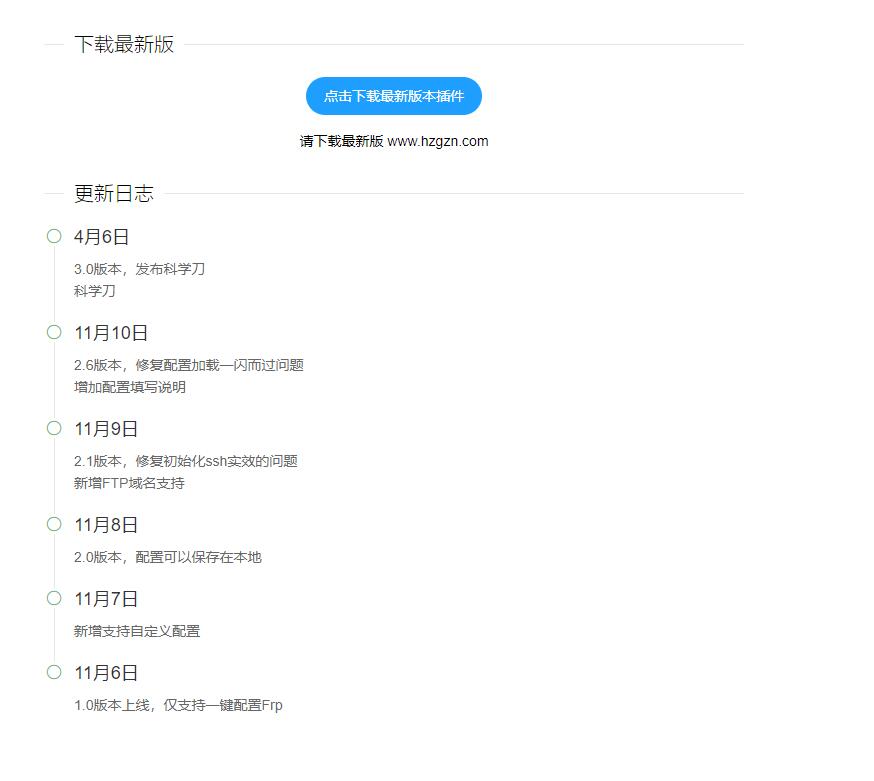 下载最新版
点击下载最新版本插件
请下载最新版 www.hzgzn.com
更新日志
4月6日
3.0版本，发布科学刀
科学刀
11月10日
2.6版本，修复配置加载一闪而过问题
增加配置填写说明
11月9日
2.1版本，修复初始化ssh实效的问题
新增FTP域名支持
11月8日
2.0版本，配置可以保存在本地
11月7日
新增支持自定义配置
11月6日
1.0版本上线，仅支持一键配置Frp